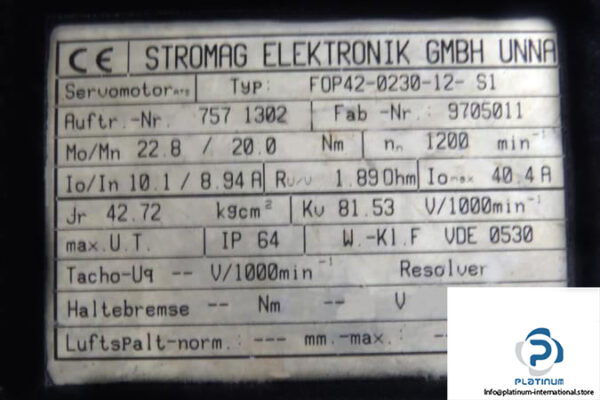 CE STROMAG ELEKTRONIK GMBH UNNA
Servomotor Typ: FOP42-0230-12- S1
Auftr.-Nr. 757 1302 Fab -Nr.: 9705011
Mo/Mn 22.8 / 20.0 Nm nn 1200 min⁻¹
Io/In 10.1 / 8.94 A Ru/v 1.89 Ohm Iomax 40.4 A
Jr 42.72 kgcm² Kv 81.53 V/1000min⁻¹
max.U.T. IP 64 W.-Kl.F VDE 0530
Tacho-Ug -- V/1000min⁻¹ Resolver
Haltebremse -- Nm -- V
LuftsPalt-norm.: --- mm.-max.: -
PLATINUM
Info@platinum-international.store